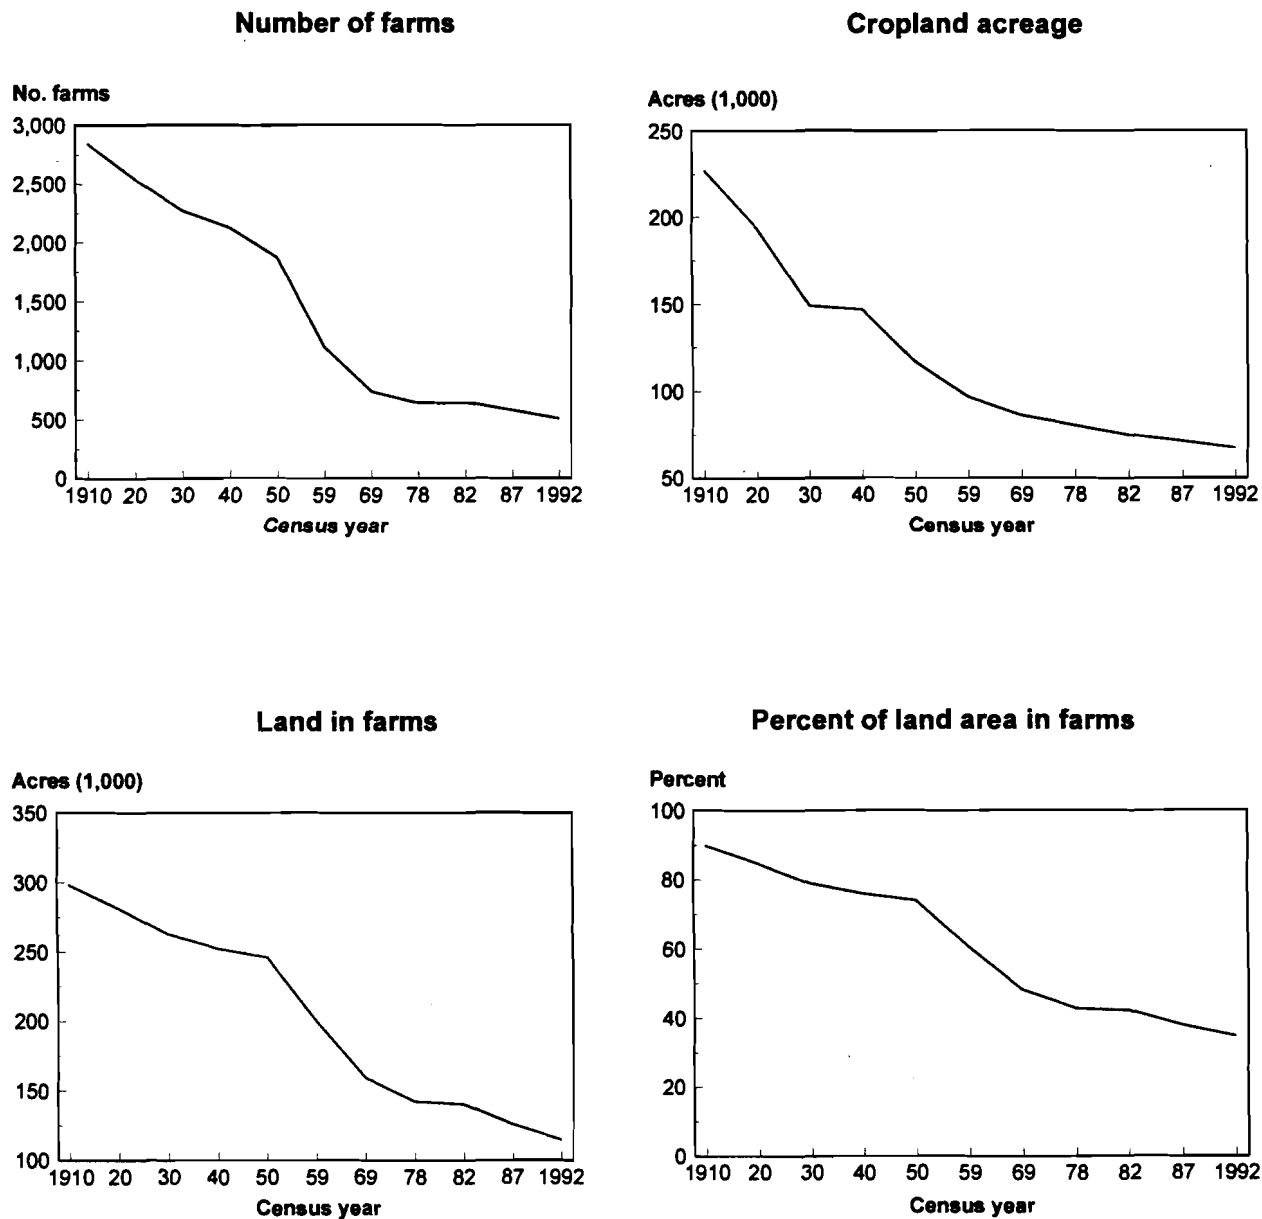 Number of farms
No. farms
3,000
2,500
2,000
1,500
1,000
500
0
1910 20 30 40 50 59 69 78 82 87 1992
Census year
Cropland acreage
Acres (1,000)
250
200
150
100
50
1910 20 30 40 50 59 69 78 82 87 1992
Census year
Land in farms
Acres (1,000)
350
300
250
200
150
100
1910 20 30 40 50 59 69 78 82 87 1992
Census year
Percent of land area in farms
Percent
100
80
60
40
20
0
1910 20 30 40 50 59 69 78 82 87 1992
Census year